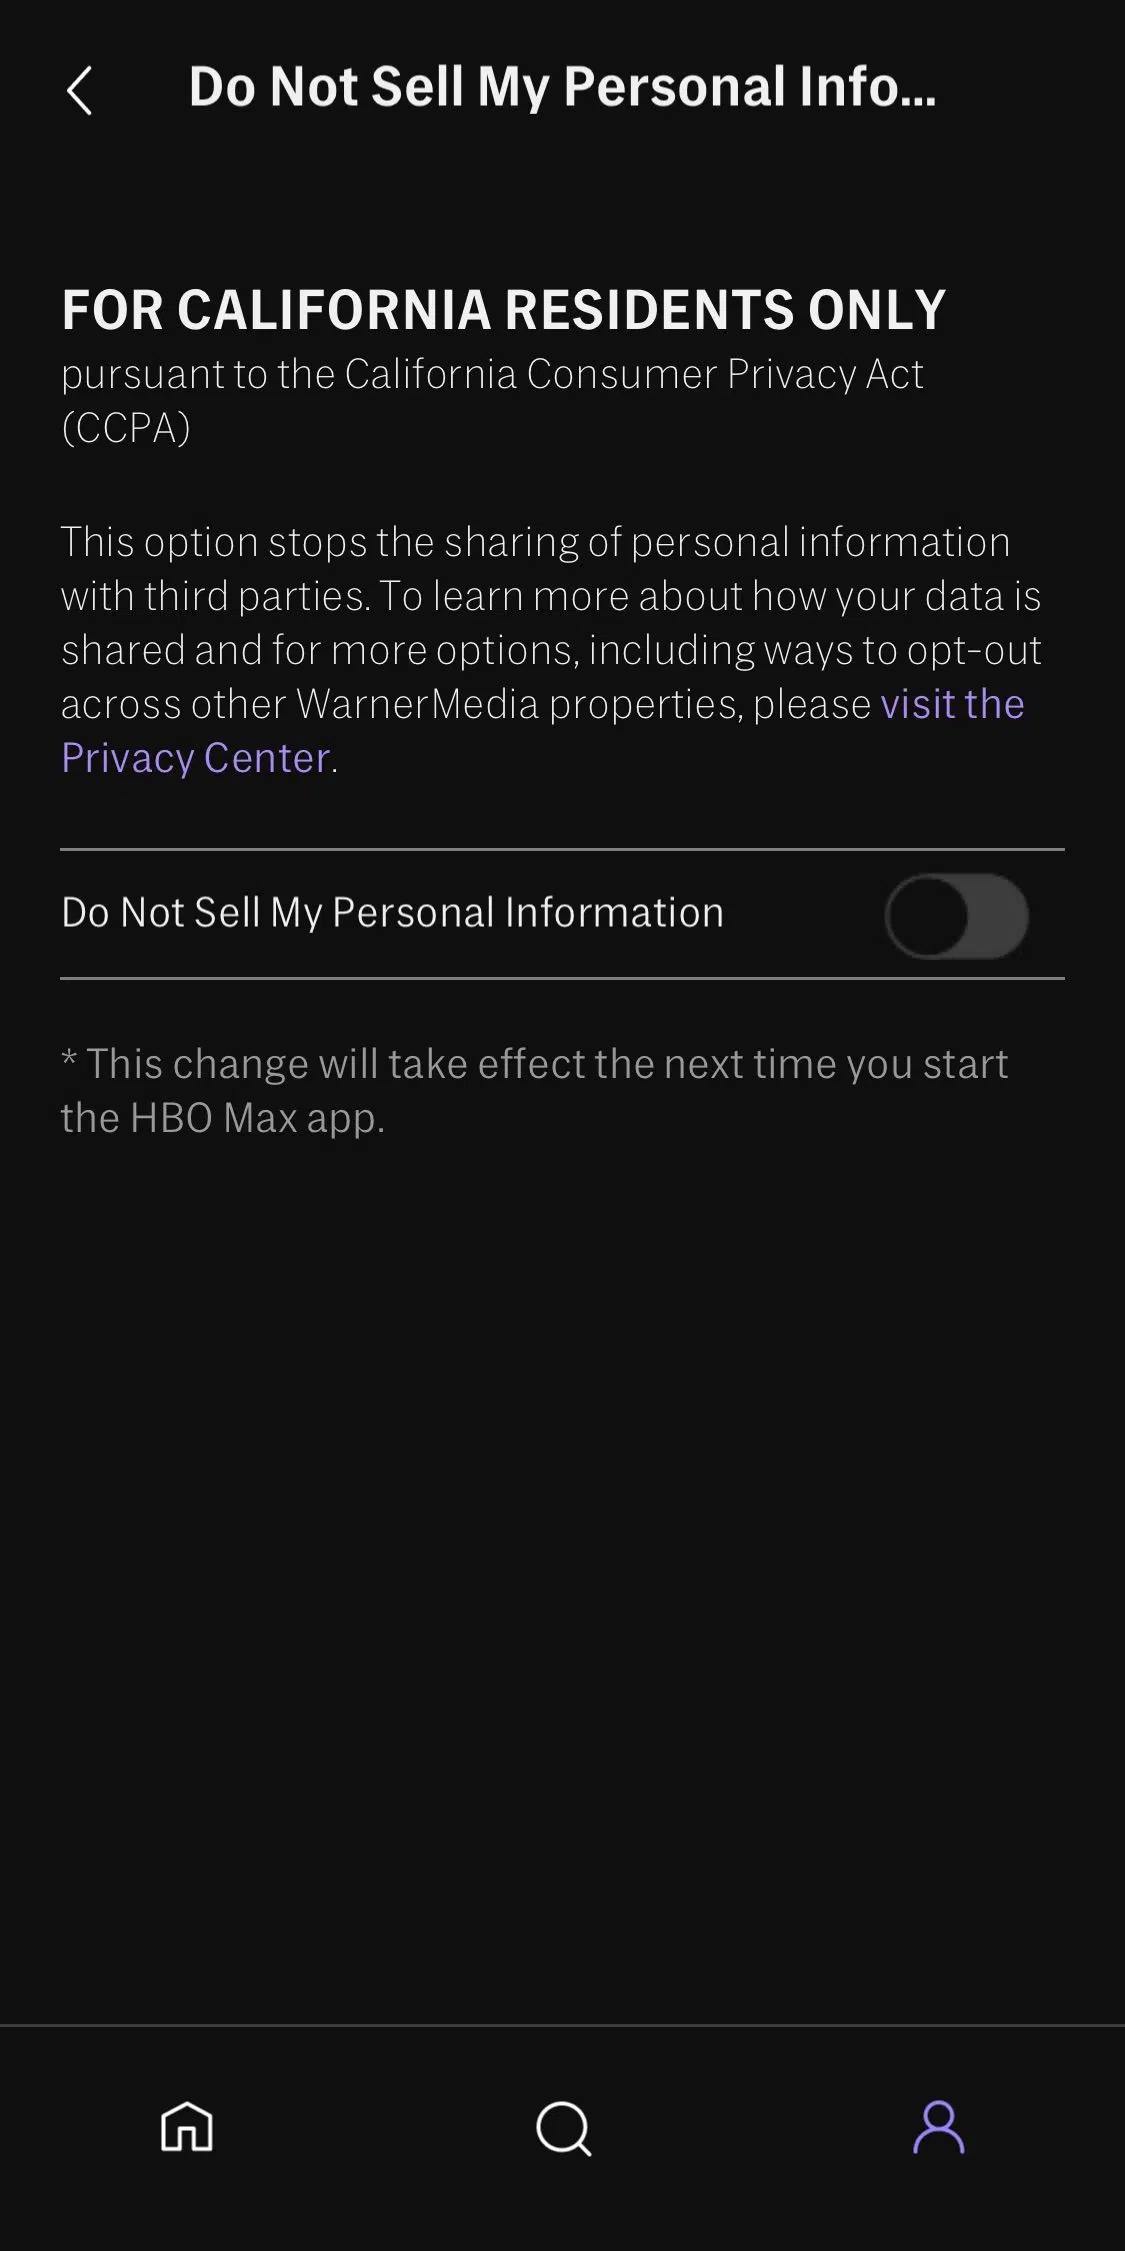 Do Not Sell My Personal Info...
FOR CALIFORNIA RESIDENTS ONLY
pursuant to the California Consumer Privacy Act
(CCPA)
This option stops the sharing of personal information
with third parties. To learn more about how your data is
shared and for more options, including ways to opt-out
across other WarnerMedia properties, please visit the
Privacy Center.
Do Not Sell My Personal Information
* This change will take effect the next time you start
the HBO Max app.